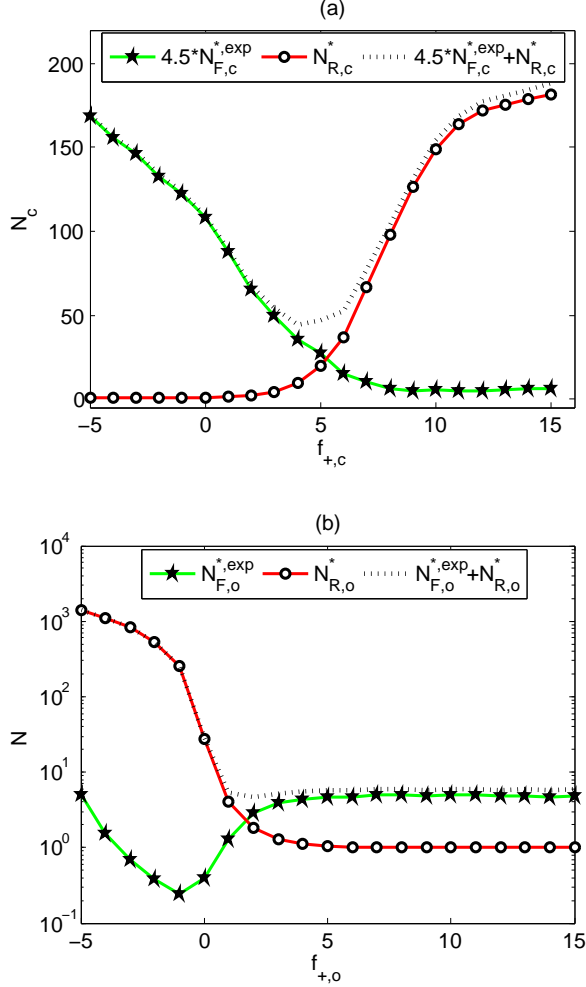 (a)
4.5*N*,exp F,c N* R,c 4.5*N*,exp F,c+N* R,c
200
150
100
50
0
N c
−5 0 5 10 15
f +,c
(b)
N*,exp F,o N* R,o N*,exp F,o+N* R,o
10^4
10^3
10^2
10^1
10^0
10^−1
N
−5 0 5 10 15
f +,o